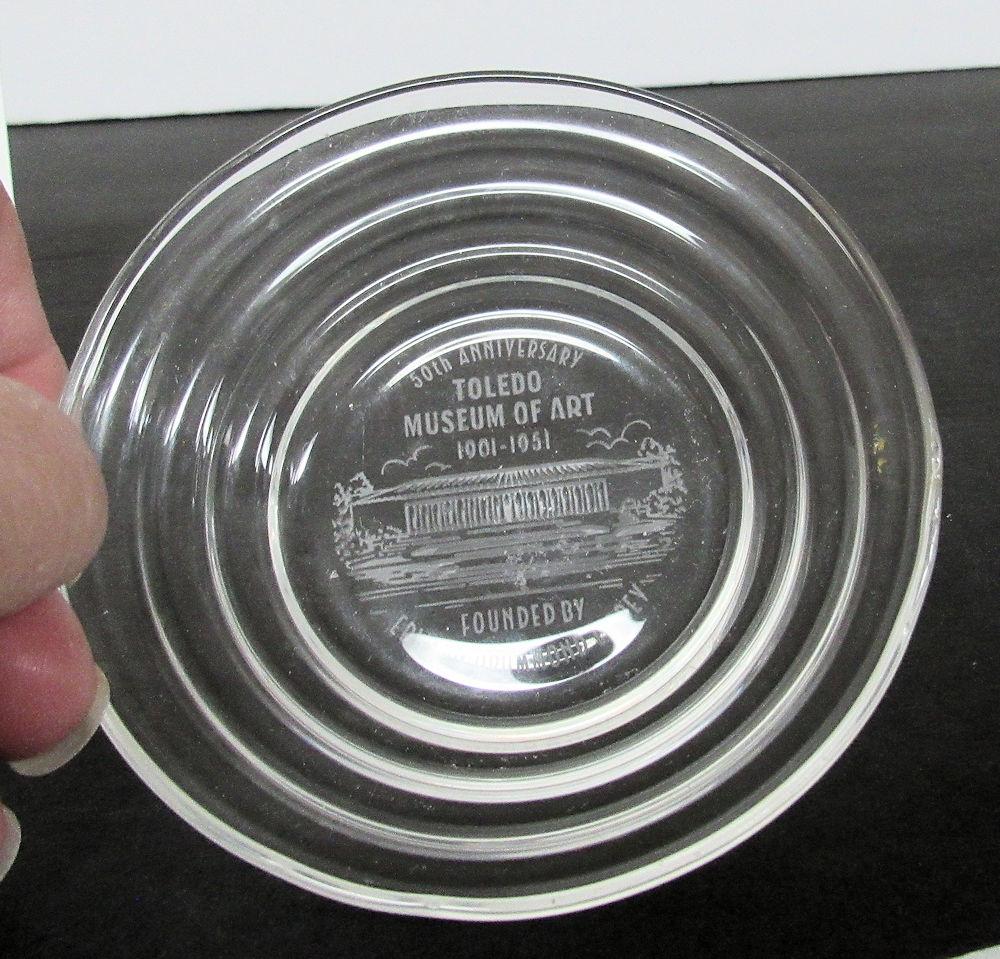 50th ANNIVERSARY
TOLEDO
MUSEUM OF ART
1901-1951
FOUNDED BY